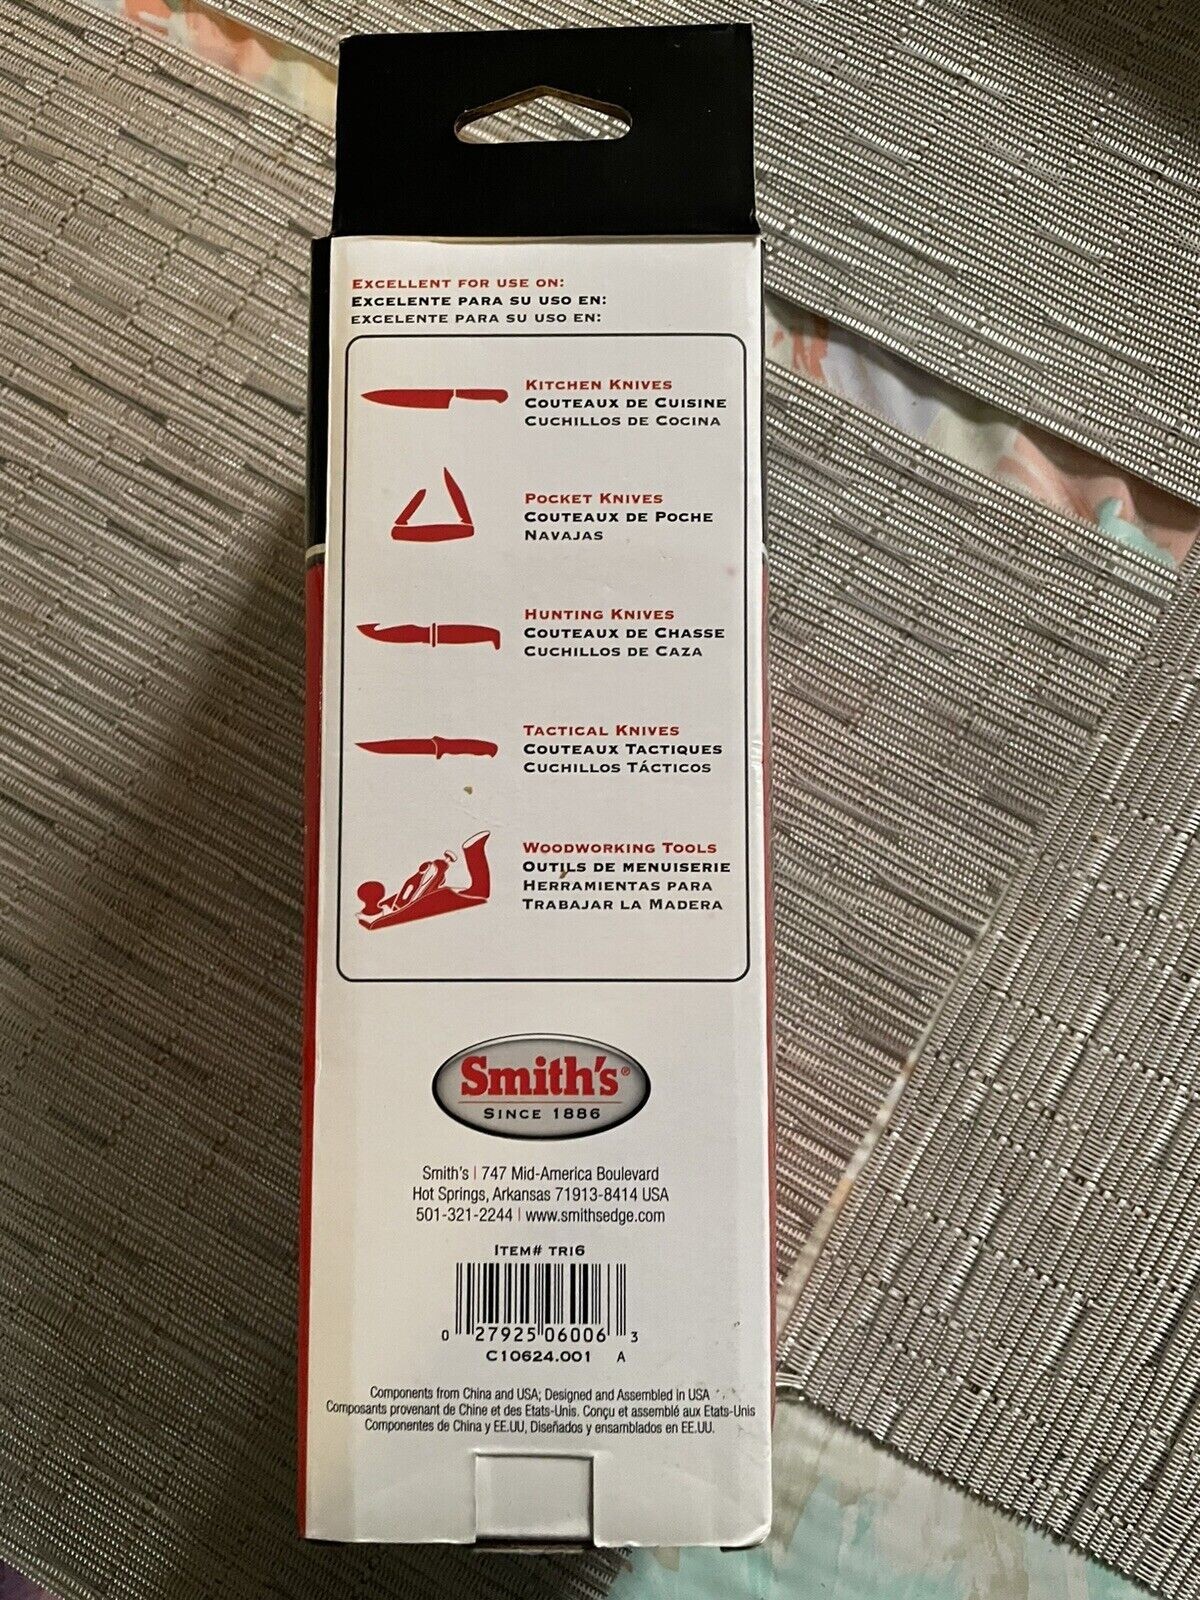 Excellent for use on:
Excelente para su uso en:
excelente para su uso en:
Kitchen Knives
Couteaux de Cuisine
Cuchillos de Cocina
Pocket Knives
Couteaux de Poche
Navajas
Hunting Knives
Couteaux de Chasse
Cuchillos de Caza
Tactical Knives
Couteaux Tactiques
Cuchillos Tácticos
Woodworking Tools
Outils de menuiserie
Herramientas para
Trabajar la Madera
Smith's®
Since 1886
Smith's | 747 Mid-America Boulevard
Hot Springs, Arkansas 71913-8414 USA
501-321-2244 | www.smithsedge.com
Item# TRI6
0 27925 06006 3
C10624.001 A
Components from China and USA; Designed and Assembled in USA
Composants provenant de Chine et des Etats-Unis. Conçu et assemblé aux Etats-Unis
Componentes de China y EE.UU, Diseñados y ensamblados en EE.UU.